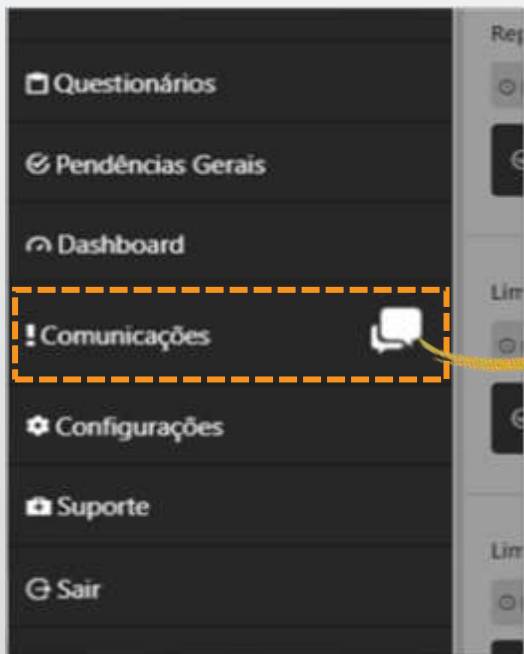 Questionários
Pendências Gerais
Dashboard
Comunicações
Configurações
Suporte
Sair